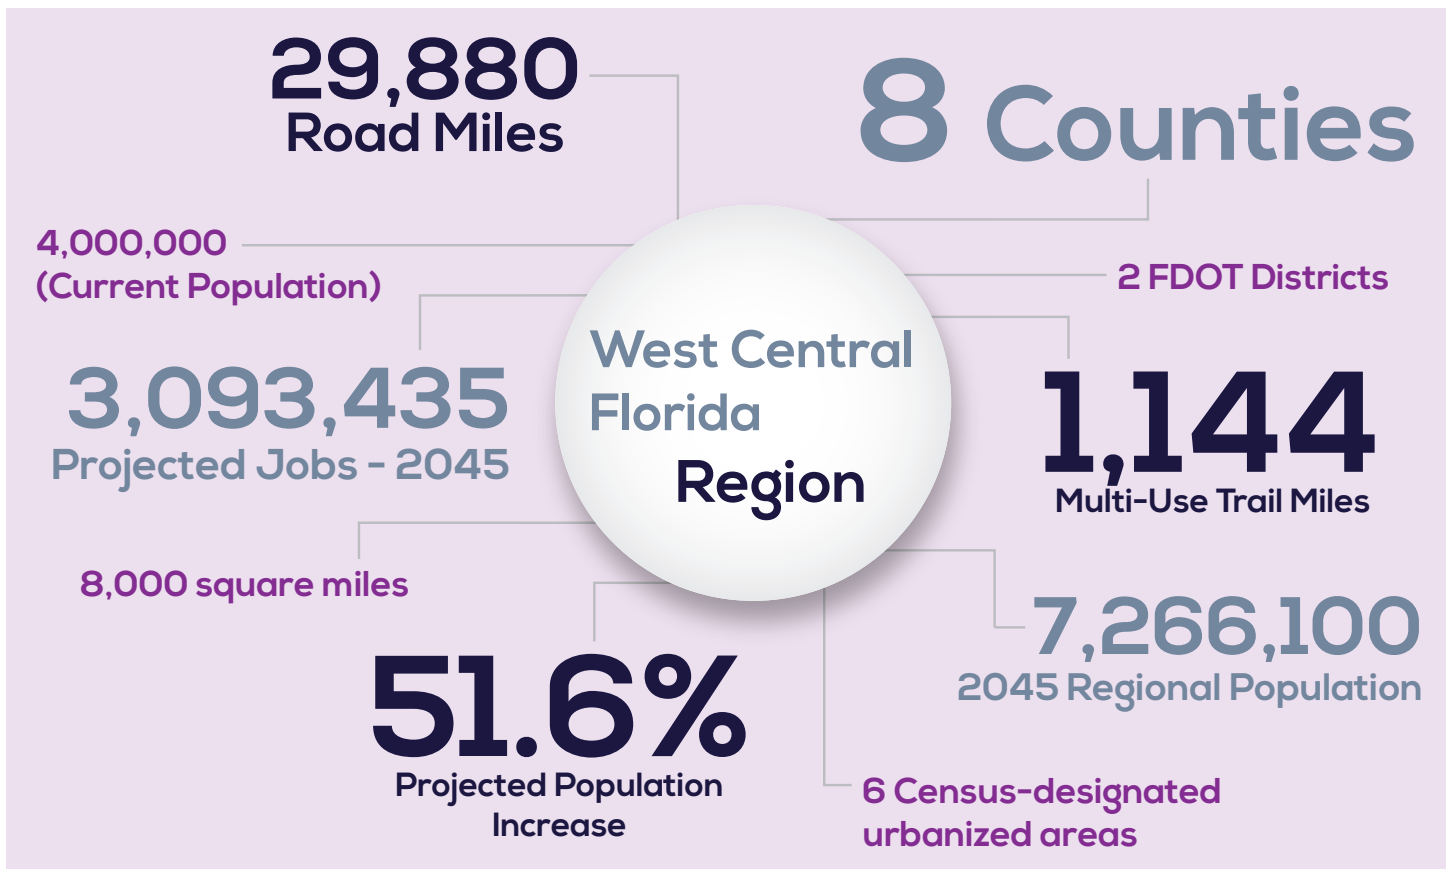 29,880
Road Miles
8 Counties
4,000,000
(Current Population)
2 FDOT Districts
3,093,435
Projected Jobs - 2045
West Central
Florida
Region
1,144
Multi-Use Trail Miles
8,000 square miles
51.6%
Projected Population
Increase
7,266,100
2045 Regional Population
6 Census-designated
urbanized areas